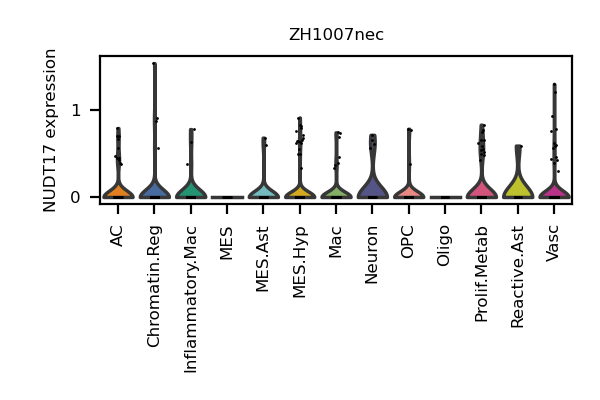 ZH1007nec
NUDT17 expression
1
0
AC
Chromatin.Reg
Inflammatory.Mac
MES
MES.Ast
MES.Hyp
Mac
Neuron
OPC
Oligo
Prolif.Metab
Reactive.Ast
Vasc